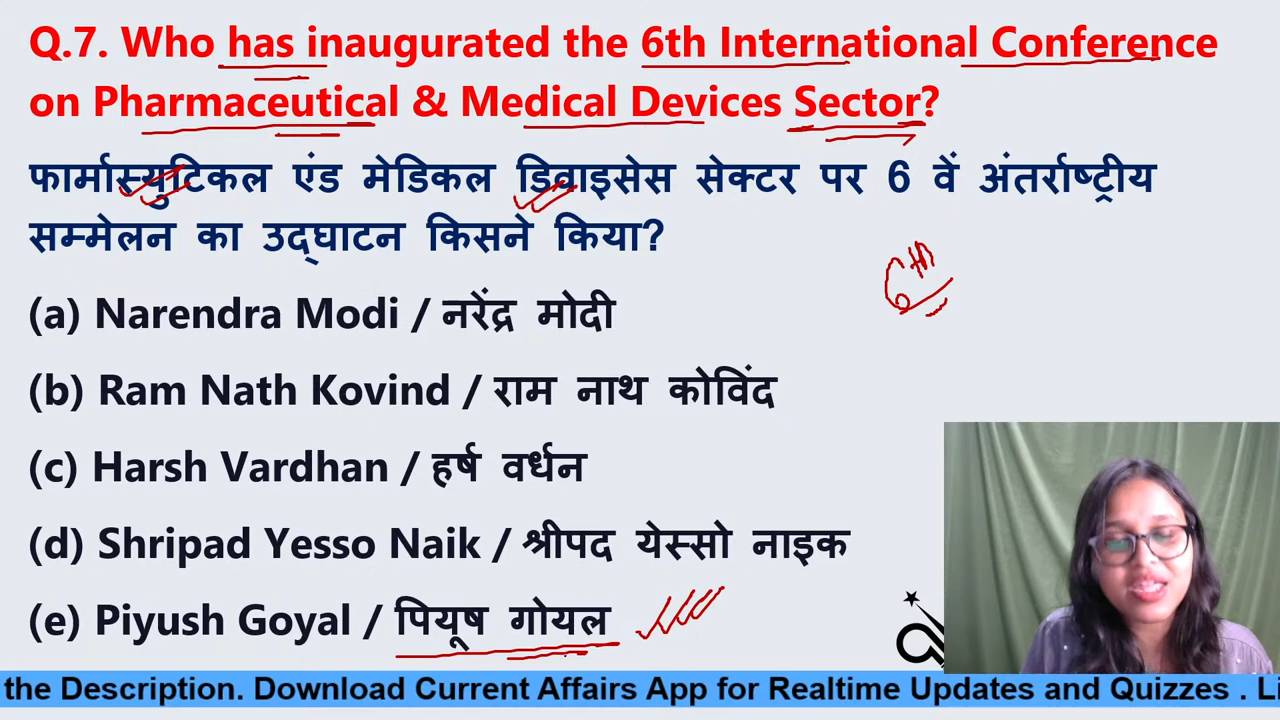 Q.7. Who has inaugurated the 6th International Conference
on Pharmaceutical & Medical Devices Sector?
फार्मास्युटिकल एंड मेडिकल डिवाइसेस सेक्टर पर 6 वें अंतर्राष्ट्रीय
सम्मेलन का उद्घाटन किसने किया?
6th
(a) Narendra Modi / नरेंद्र मोदी
(b) Ram Nath Kovind / राम नाथ कोविंद
(c) Harsh Vardhan / हर्ष वर्धन
(d) Shripad Yesso Naik / श्रीपद येस्सो नाइक
(e) Piyush Goyal / पियूष गोयल
the Description. Download Current Affairs App for Realtime Updates and Quizzes . Li